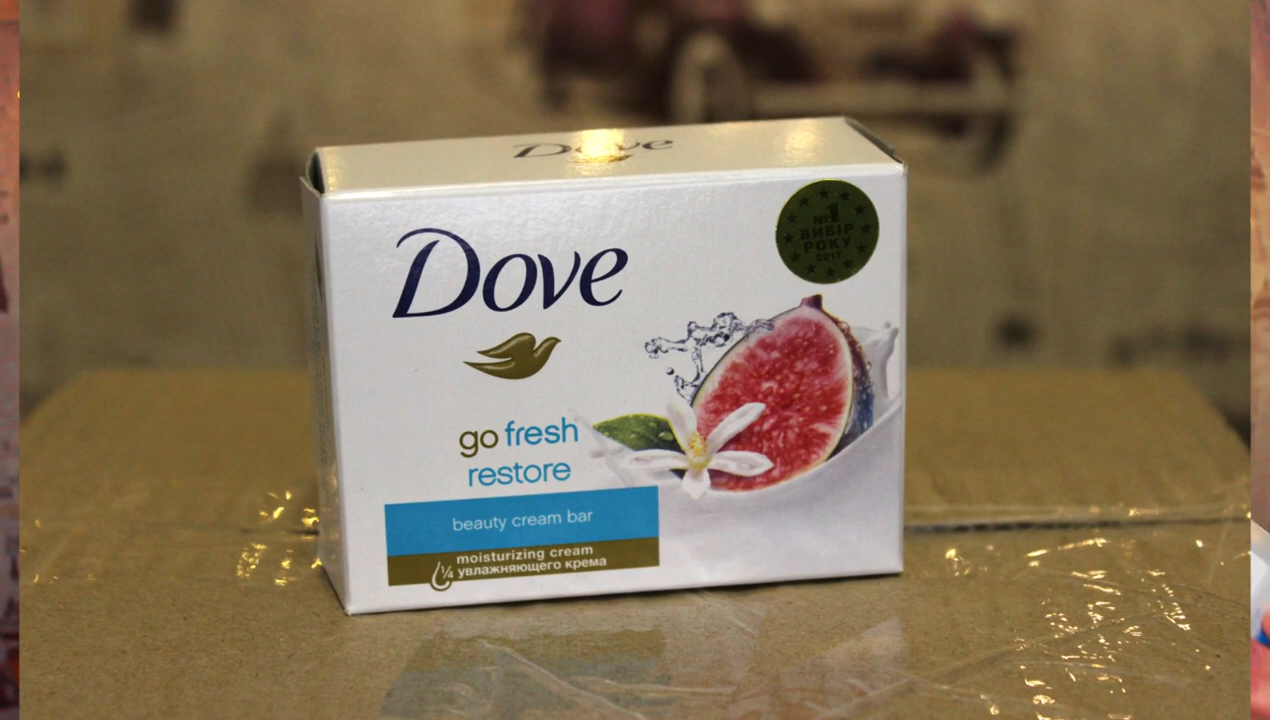 Dove
Dove
№1
ВИБІР
РОКУ
2017
go fresh
restore
beauty cream bar
¼ moisturizing cream
увлажняющего крема